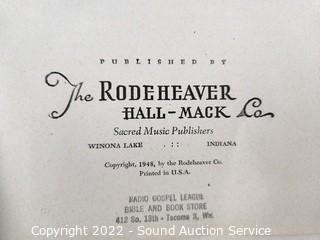 PUBLISHED BY
The RODEHEAVER
HALL-MACK Co
Sacred Music Publishers
WINONA LAKE .::. INDIANA
Copyright, 1948, by the Rodeheaver Co.
Printed in U.S.A.
RADIO GOSPEL LEAGUE
BIBLE AND BOOK STORE
412 So. 13th - Tacoma 3, Wn.
Copyright 2022 - Sound Auction Service